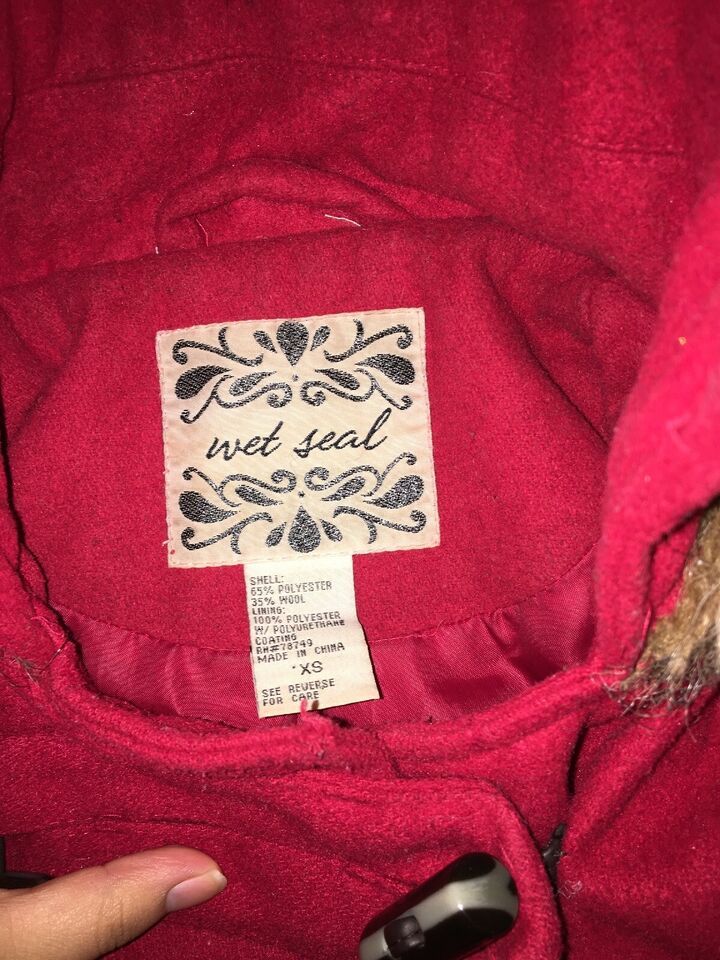 wet seal
SHELL:
65% POLYESTER
35% WOOL
LINING:
100% POLYESTER
W/ POLYURETHANE
COATING
RN#78749
MADE IN CHINA
XS
SEE REVERSE
FOR CARE